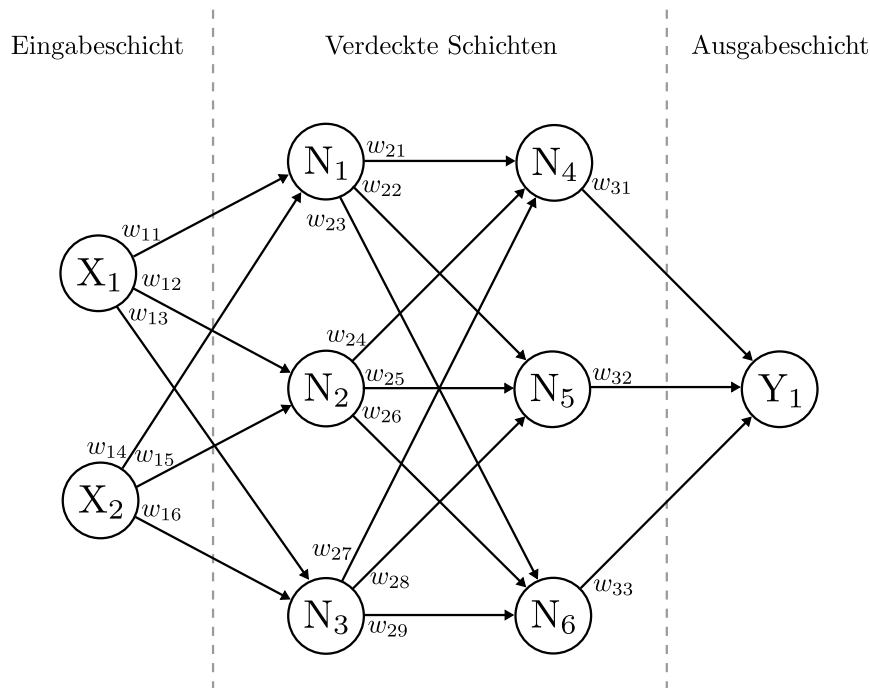 Eingabeschicht
Verdeckte Schichten
Ausgabeschicht
N1
w21
w22
w23
N4
w31
X1
w11
w12
w13
N2
w24
w25
w26
N5
w32
Y1
X2
w14
w15
w16
N3
w27
w28
w29
N6
w33